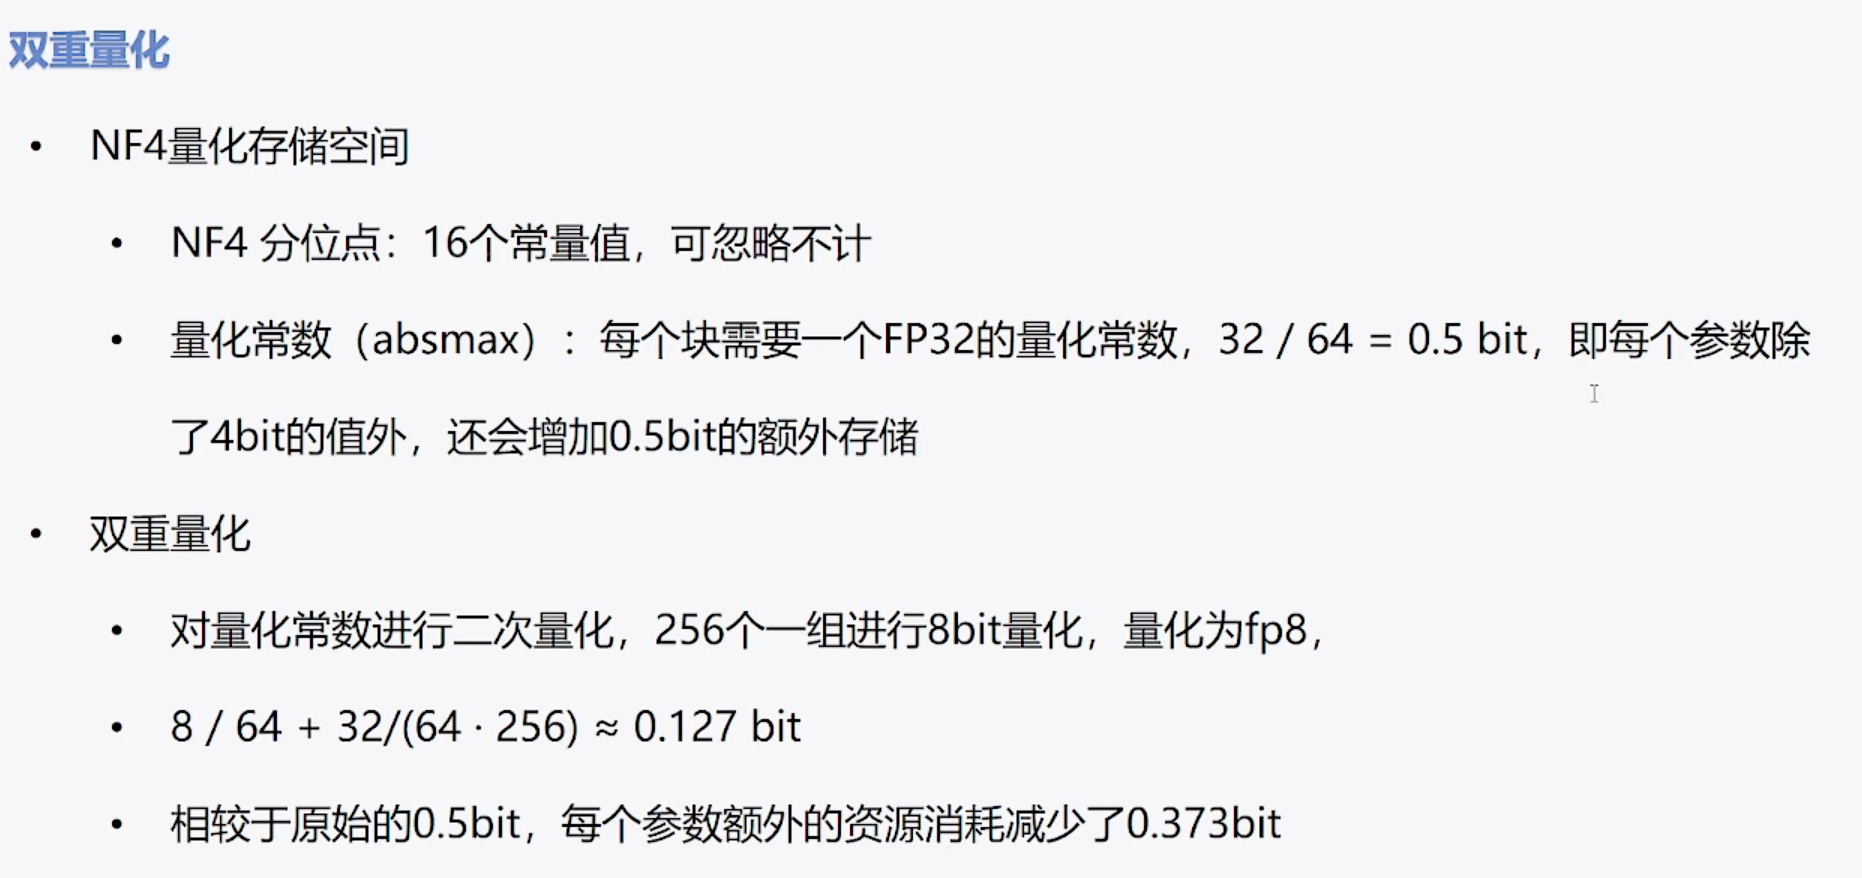 双重量化
• NF4量化存储空间
• NF4 分位点：16个常量值，可忽略不计
• 量化常数（absmax）：每个块需要一个FP32的量化常数，32 / 64 = 0.5 bit，即每个参数除
了4bit的值外，还会增加0.5bit的额外存储
• 双重量化
• 对量化常数进行二次量化，256个一组进行8bit量化，量化为fp8，
• 8 / 64 + 32/(64 · 256) ≈ 0.127 bit
• 相较于原始的0.5bit，每个参数额外的资源消耗减少了0.373bit